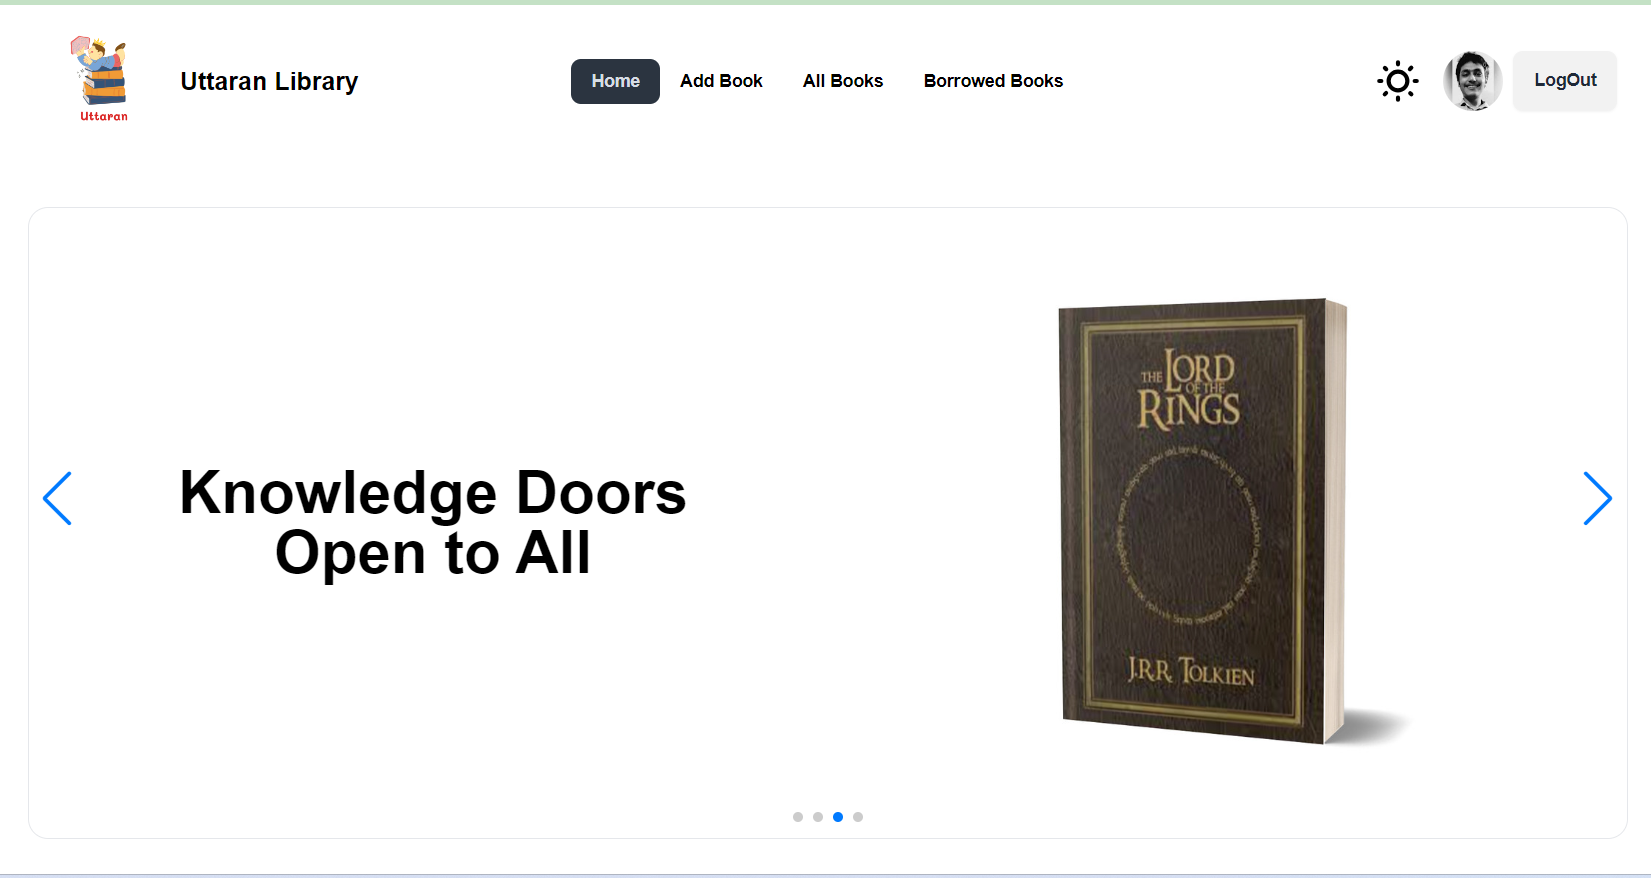 Uttaran
Uttaran Library
Home
Add Book
All Books
Borrowed Books
LogOut
Knowledge Doors
Open to All
THE LORD
OF THE
RINGS
J.R.R. TOLKIEN